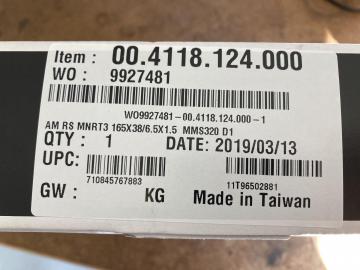 Item : 00.4118.124.000
WO : 9927481
WO9927481-00.4118.124.000-1
AM RS MNRT3 165X38/6.5X1.5 MMS320 D1
QTY : 1 DATE: 2019/03/13
UPC:
710845767883 11T96502881
GW : KG Made in Taiwan